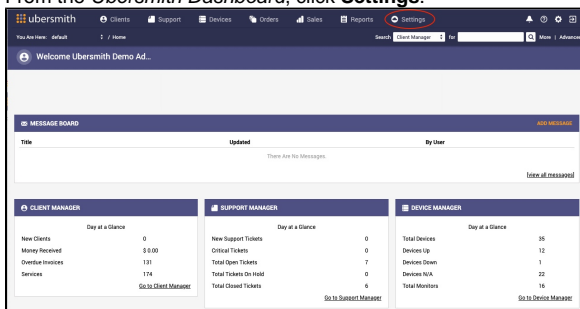 From the Ubersmith Dashboard, click Settings.
ubersmith Clients Support Devices Orders Sales Reports Settings
You Are Here: default / Home Search Client Manager for More | Advanced
Welcome Ubersmith Demo Ad...
MESSAGE BOARD ADD MESSAGE
Title Updated By User
There Are No Messages.
[view all messages]
CLIENT MANAGER
Day at a Glance
New Clients 0
Money Received $ 0.00
Overdue Invoices 131
Services 174
Go to Client Manager
SUPPORT MANAGER
Day at a Glance
New Support Tickets 0
Critical Tickets 0
Total Open Tickets 7
Total Tickets On Hold 0
Total Closed Tickets 6
Go to Support Manager
DEVICE MANAGER
Day at a Glance
Total Devices 35
Devices Up 12
Devices Down 1
Devices N/A 22
Total Monitors 16
Go to Device Manager